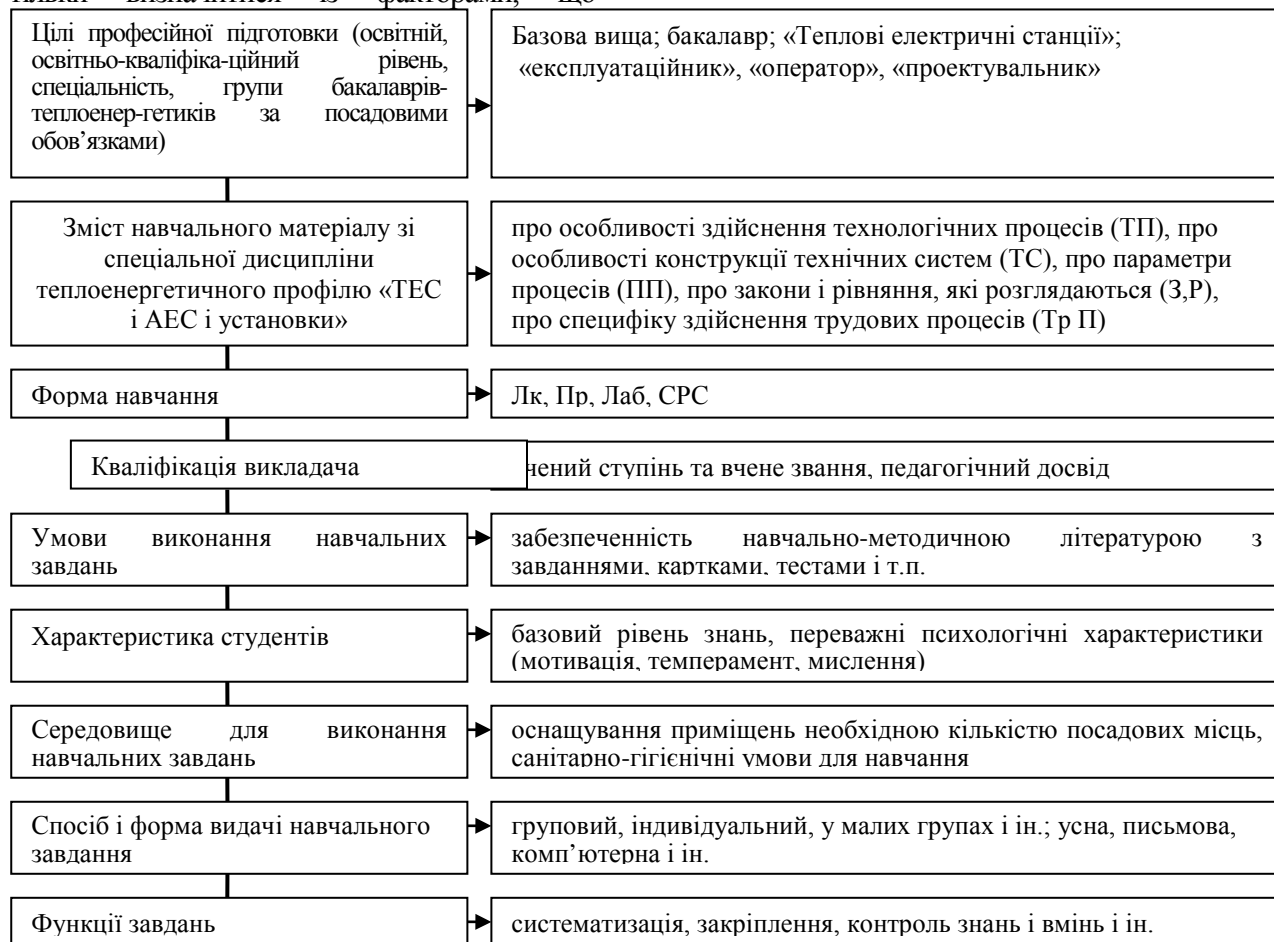 тільки визначитися із факторами, що
Цілі професійної підготовки (освітній,
освітньо-кваліфіка-ційний рівень,
спеціальність, групи бакалаврів-
теплоенер-гетиків за посадовими
обов’язками)
Базова вища; бакалавр; «Теплові електричні станції»;
«експлуатаційник», «оператор», «проектувальник»
Зміст навчального матеріалу зі
спеціальної дисципліни
теплоенергетичного профілю «ТЕС
і АЕС і установки»
про особливості здійснення технологічних процесів (ТП), про
особливості конструкції технічних систем (ТС), про параметри
процесів (ПП), про закони і рівняння, які розглядаються (З,Р),
про специфіку здійснення трудових процесів (Тр П)
Форма навчання
Лк, Пр, Лаб, СРС
Кваліфікація викладача
чений ступінь та вчене звання, педагогічний досвід
Умови виконання навчальних
завдань
забезпеченність навчально-методичною літературою з
завданнями, картками, тестами і т.п.
Характеристика студентів
базовий рівень знань, переважні психологічні характеристики
(мотивація, темперамент, мислення)
Середовище для виконання
навчальних завдань
оснащування приміщень необхідною кількістю посадових місць,
санітарно-гігієнічні умови для навчання
Спосіб і форма видачі навчального
завдання
груповий, індивідуальний, у малих групах і ін.; усна, письмова,
комп’ютерна і ін.
Функції завдань
систематизація, закріплення, контроль знань і вмінь і ін.